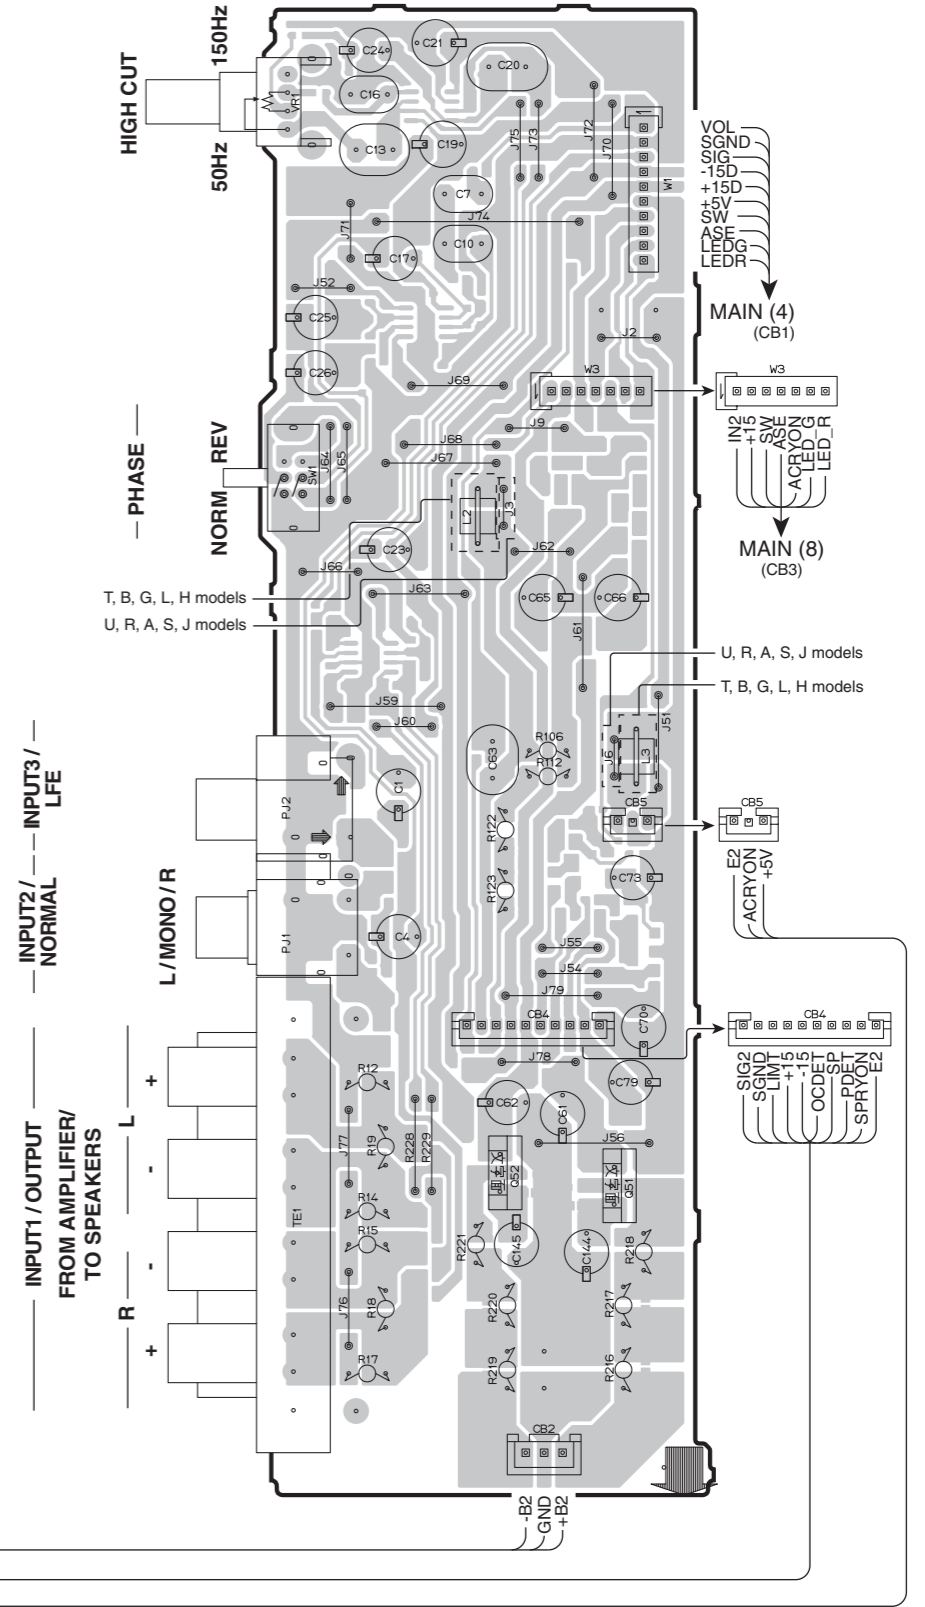 HIGH CUT
150Hz
50Hz
VR1
C24
C21
C20
C16
C13
C19
C7
J75
J73
J72
J70
W1
VOL
SGND
SIG
-15D
+15D
+5V
SW
ASE
LEDG
LEDR
MAIN (4)
(CB1)
J71
J74
C17
C10
J52
C25
C26
J2
J69
W3
W3
IN2
+15
SW
ASE
ACRYON
LED_G
LED_R
MAIN (8)
(CB3)
PHASE
REV
NORM
SW1
J64
J65
J9
J68
J67
L2
J3
C23
J62
J66
J63
T, B, G, L, H models
U, R, A, S, J models
C65
C66
J61
U, R, A, S, J models
T, B, G, L, H models
J51
J59
J60
C63
R106
R112
J6
L3
CB5
CB5
E2
ACRYON
+5V
INPUT3 /
LFE
INPUT2 /
NORMAL
L / MONO / R
PJ2
PJ1
C1
C4
R122
R123
C73
J55
J54
J79
CB4
C70
CB4
SIG2
SGND
LIMT
+15
-15
OCDET
SP
PDET
SPRYON
E2
J78
C79
C62
C61
J56
INPUT1 / OUTPUT
FROM AMPLIFIER/
TO SPEAKERS
L
R
+
-
-
+
TE1
R12
J77
R19
R228
R229
R14
R15
J76
R18
R17
Q52
Q51
R221
C145
C144
R218
R220
R217
R219
R216
CB2
-B2
GND
+B2